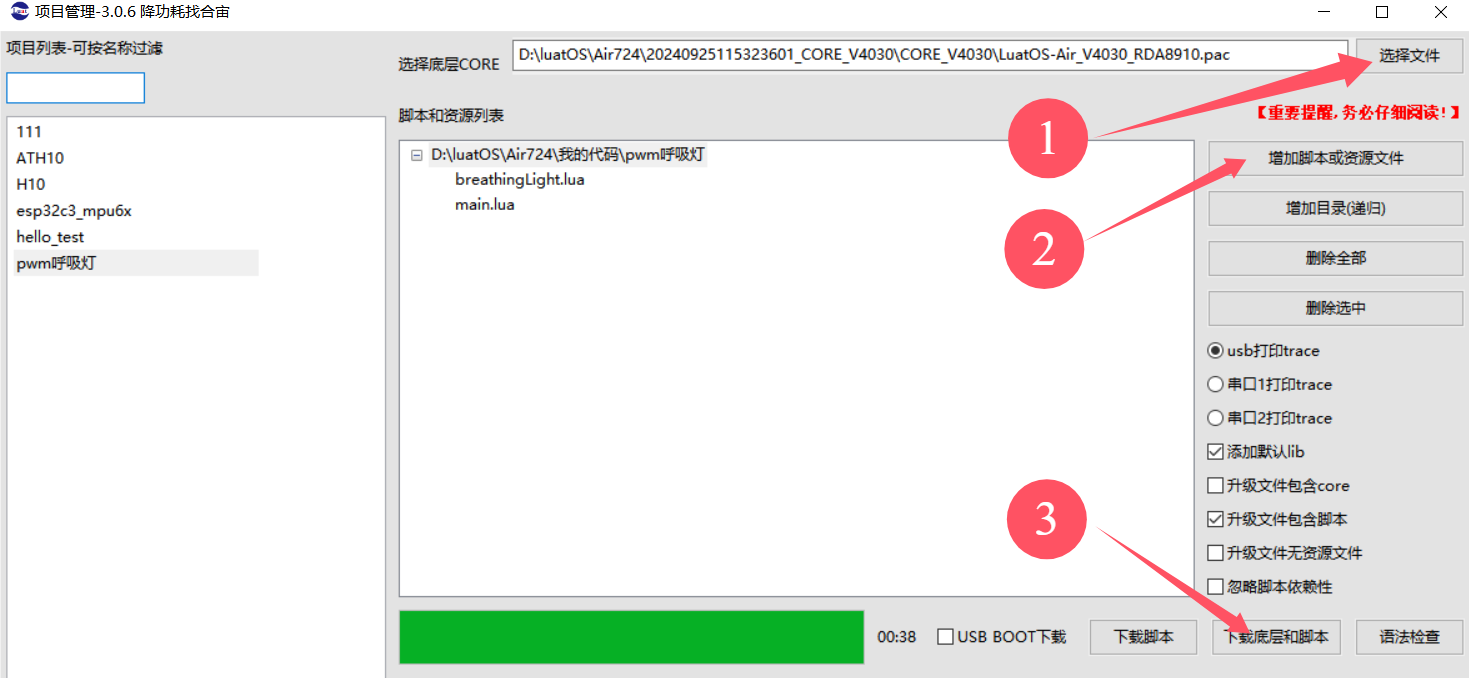 项目管理-3.0.6 降功耗找合宙
项目列表-可按名称过滤
111
ATH10
H10
esp32c3_mpu6x
hello_test
pwm呼吸灯
选择底层CORE
D:\luatOS\Air724\20240925115323601_CORE_V4030\CORE_V4030\LuatOS-Air_V4030_RDA8910.pac
选择文件
脚本和资源列表
【重要提醒,务必仔细阅读!】
D:\luatOS\Air724\我的代码\pwm呼吸灯
breathingLight.lua
main.lua
1
2
3
增加脚本或资源文件
增加目录(递归)
删除全部
删除选中
usb打印trace
串口1打印trace
串口2打印trace
添加默认lib
升级文件包含core
升级文件包含脚本
升级文件无资源文件
忽略脚本依赖性
00:38
USB BOOT下载
下载脚本
下载底层和脚本
语法检查